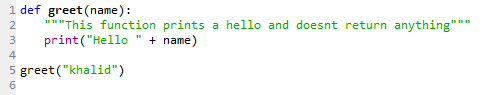 1 def greet(name):
2     """This function prints a hello and doesnt return anything"""
3     print("Hello " + name)
4
5 greet("khalid")
6